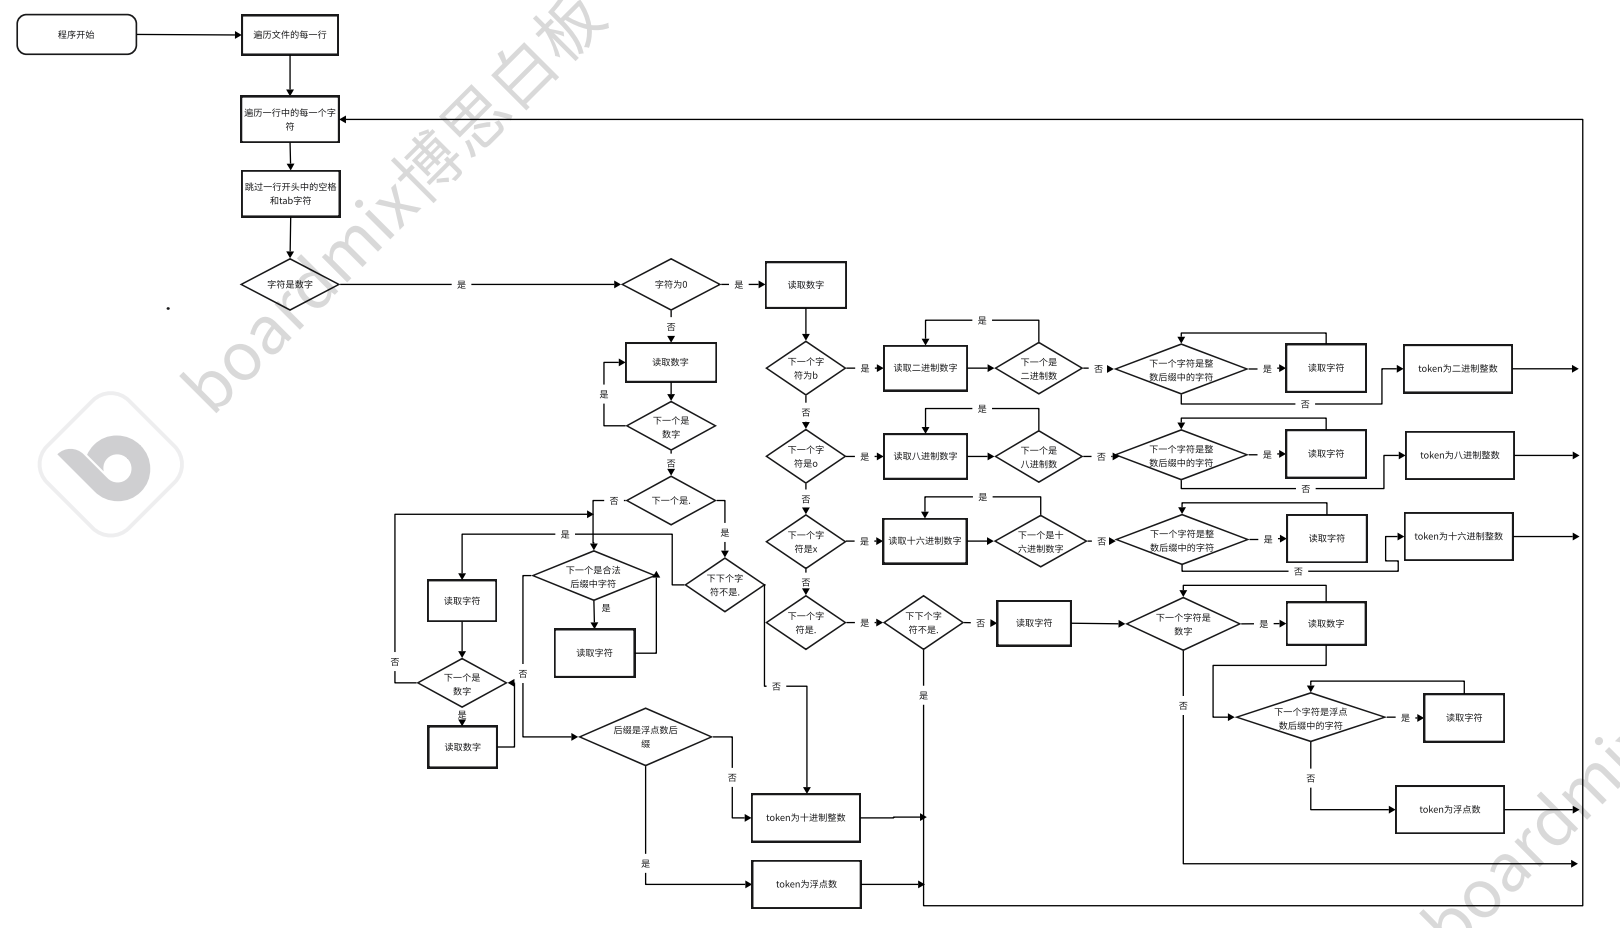 程序开始
遍历文件的每一行
遍历一行中的每一个字
符
跳过一行开头中的空格
和tab字符
字符是数字
是
字符为0
是
读取数字
否
读取数字
是
下一个是
数字
否
下一个是.
否
是
是
下一个是合法
后缀中字符
是
读取字符
下下个字
符不是.
读取字符
否
下一个是
数字
是
读取数字
否
否
后缀是浮点数后
缀
否
是
token为十进制整数
token为浮点数
下一个字
符为b
是
读取二进制数字
是
下一个是
二进制数
否
下一个字符是整
数后缀中的字符
是
读取字符
否
token为二进制整数
否
下一个字
符是o
是
读取八进制数字
是
下一个是
八进制数
否
下一个字符是整
数后缀中的字符
是
读取字符
否
token为八进制整数
否
下一个字
符是x
是
读取十六进制数字
是
下一个是十
六进制数字
否
下一个字符是整
数后缀中的字符
是
读取字符
否
token为十六进制整数
否
下一个字
符是.
是
下下个字
符不是.
否
读取字符
下一个字符是
数字
是
读取数字
是
否
下一个字符是浮点
数后缀中的字符
是
读取字符
否
token为浮点数
boardmix博思白板
boardmi